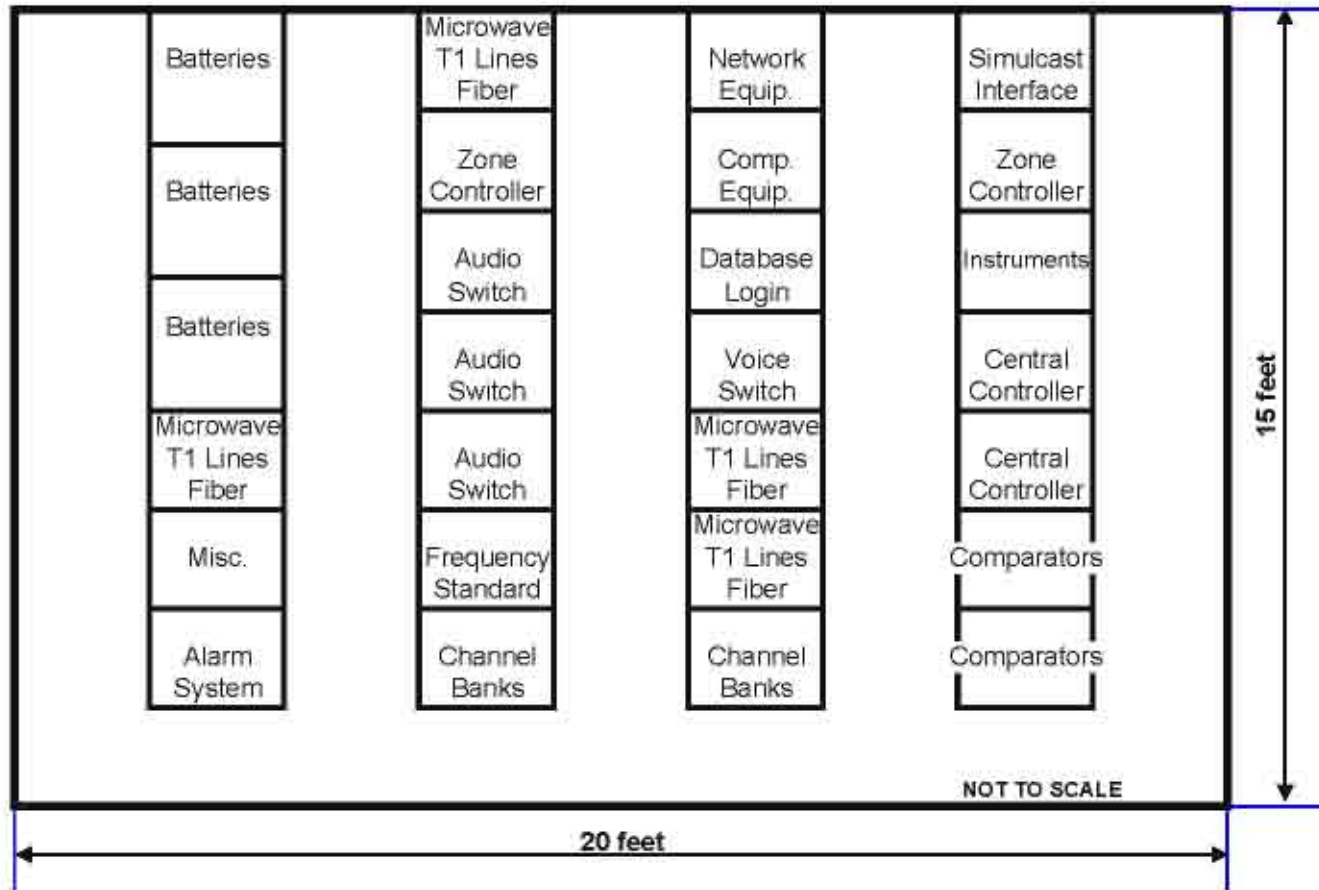 Batteries
Batteries
Batteries
Microwave
T1 Lines
Fiber
Misc.
Alarm
System
Microwave
T1 Lines
Fiber
Zone
Controller
Audio
Switch
Audio
Switch
Audio
Switch
Frequency
Standard
Channel
Banks
Network
Equip.
Comp.
Equip.
Database
Login
Voice
Switch
Microwave
T1 Lines
Fiber
Microwave
T1 Lines
Fiber
Channel
Banks
Simulcast
Interface
Zone
Controller
Instruments
Central
Controller
Central
Controller
Comparators
Comparators
NOT TO SCALE
15 feet
20 feet